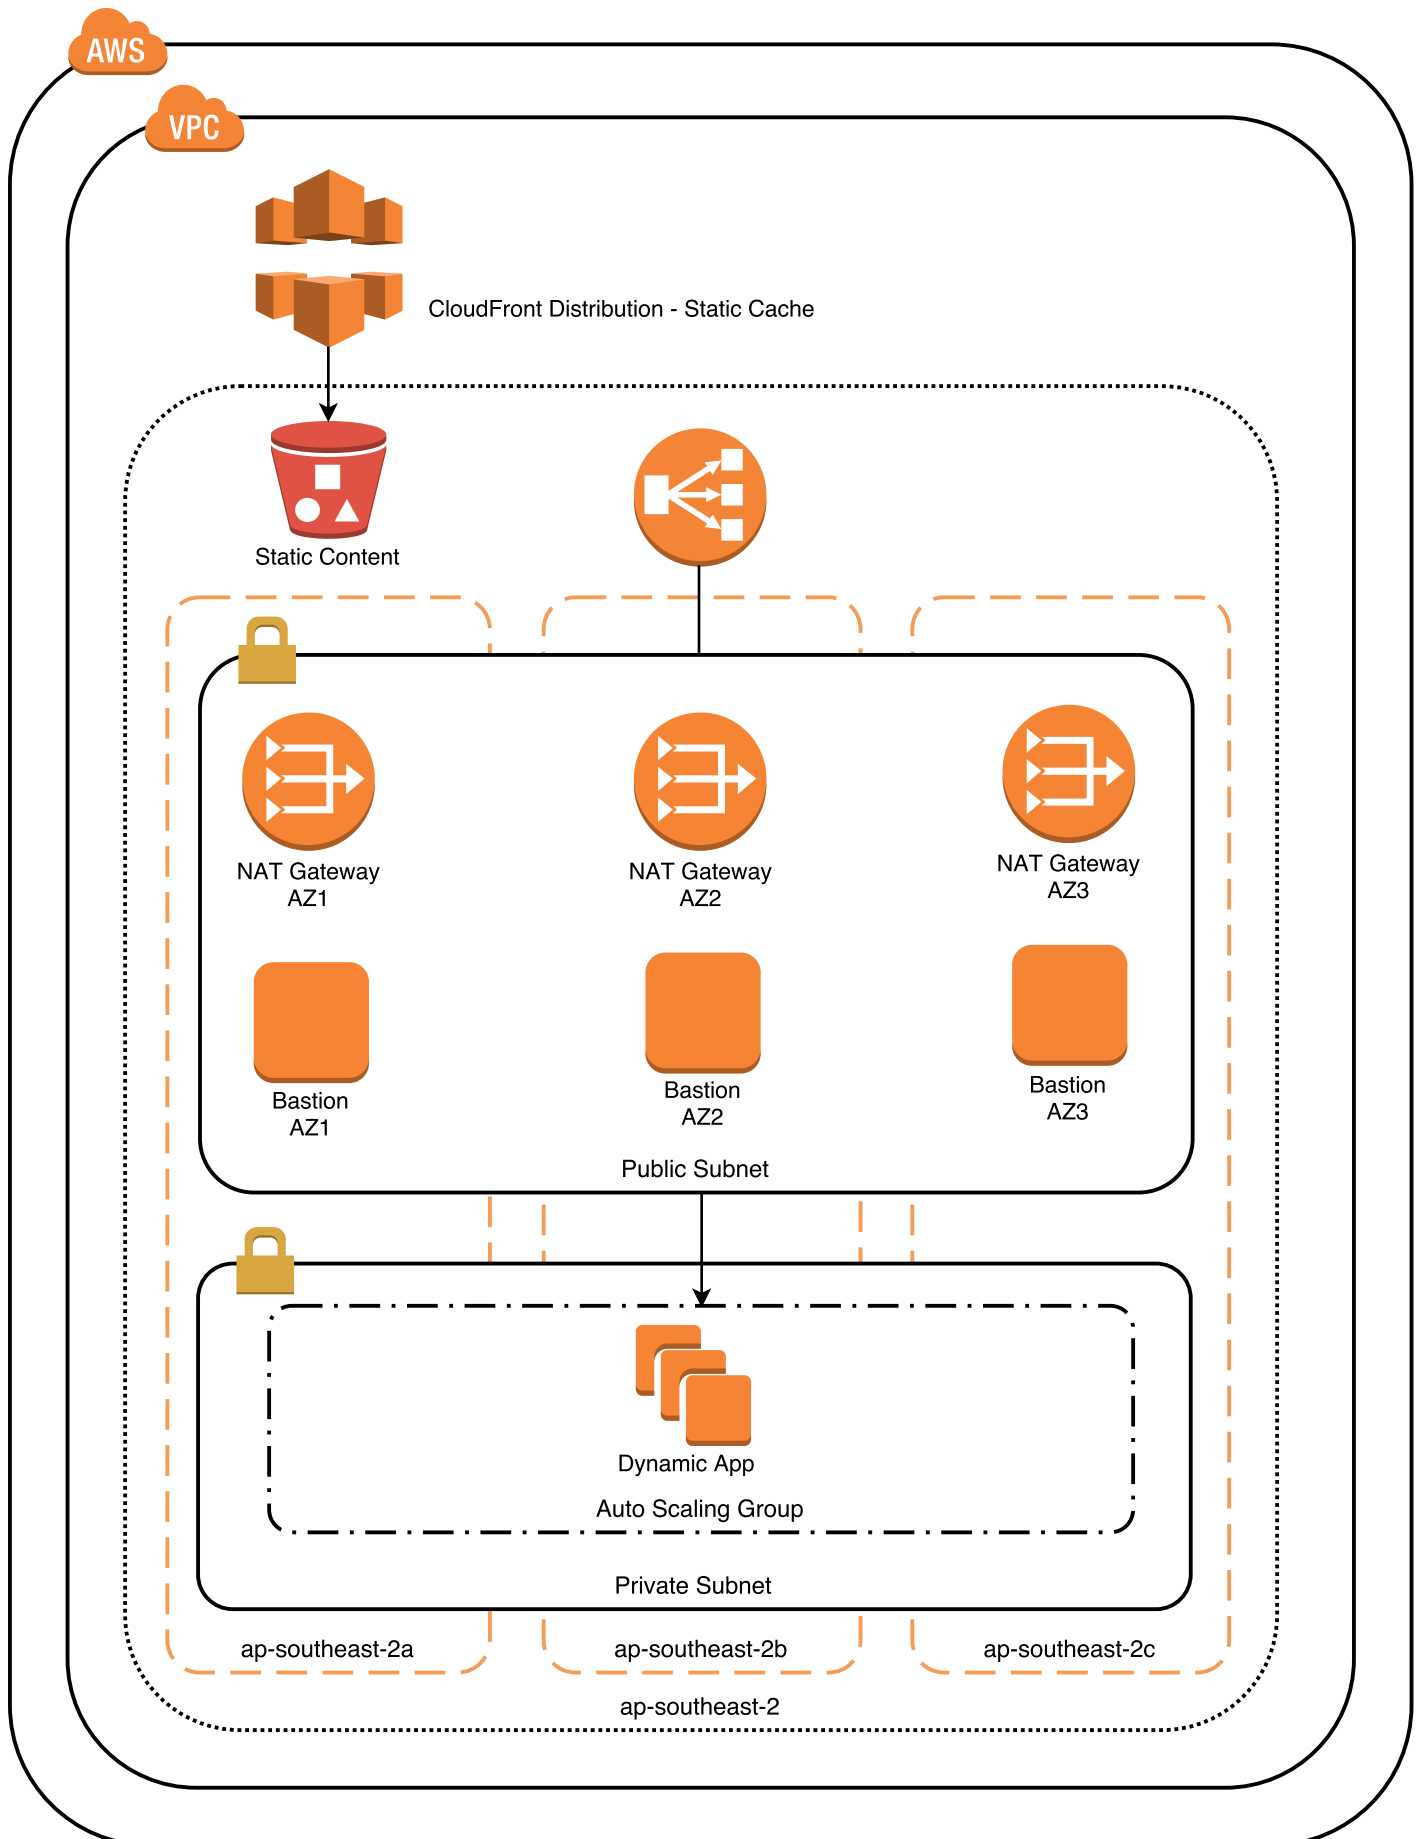 AWS
VPC
CloudFront Distribution - Static Cache
Static Content
NAT Gateway
AZ1
NAT Gateway
AZ2
NAT Gateway
AZ3
Bastion
AZ1
Bastion
AZ2
Bastion
AZ3
Public Subnet
Dynamic App
Auto Scaling Group
Private Subnet
ap-southeast-2a
ap-southeast-2b
ap-southeast-2c
ap-southeast-2